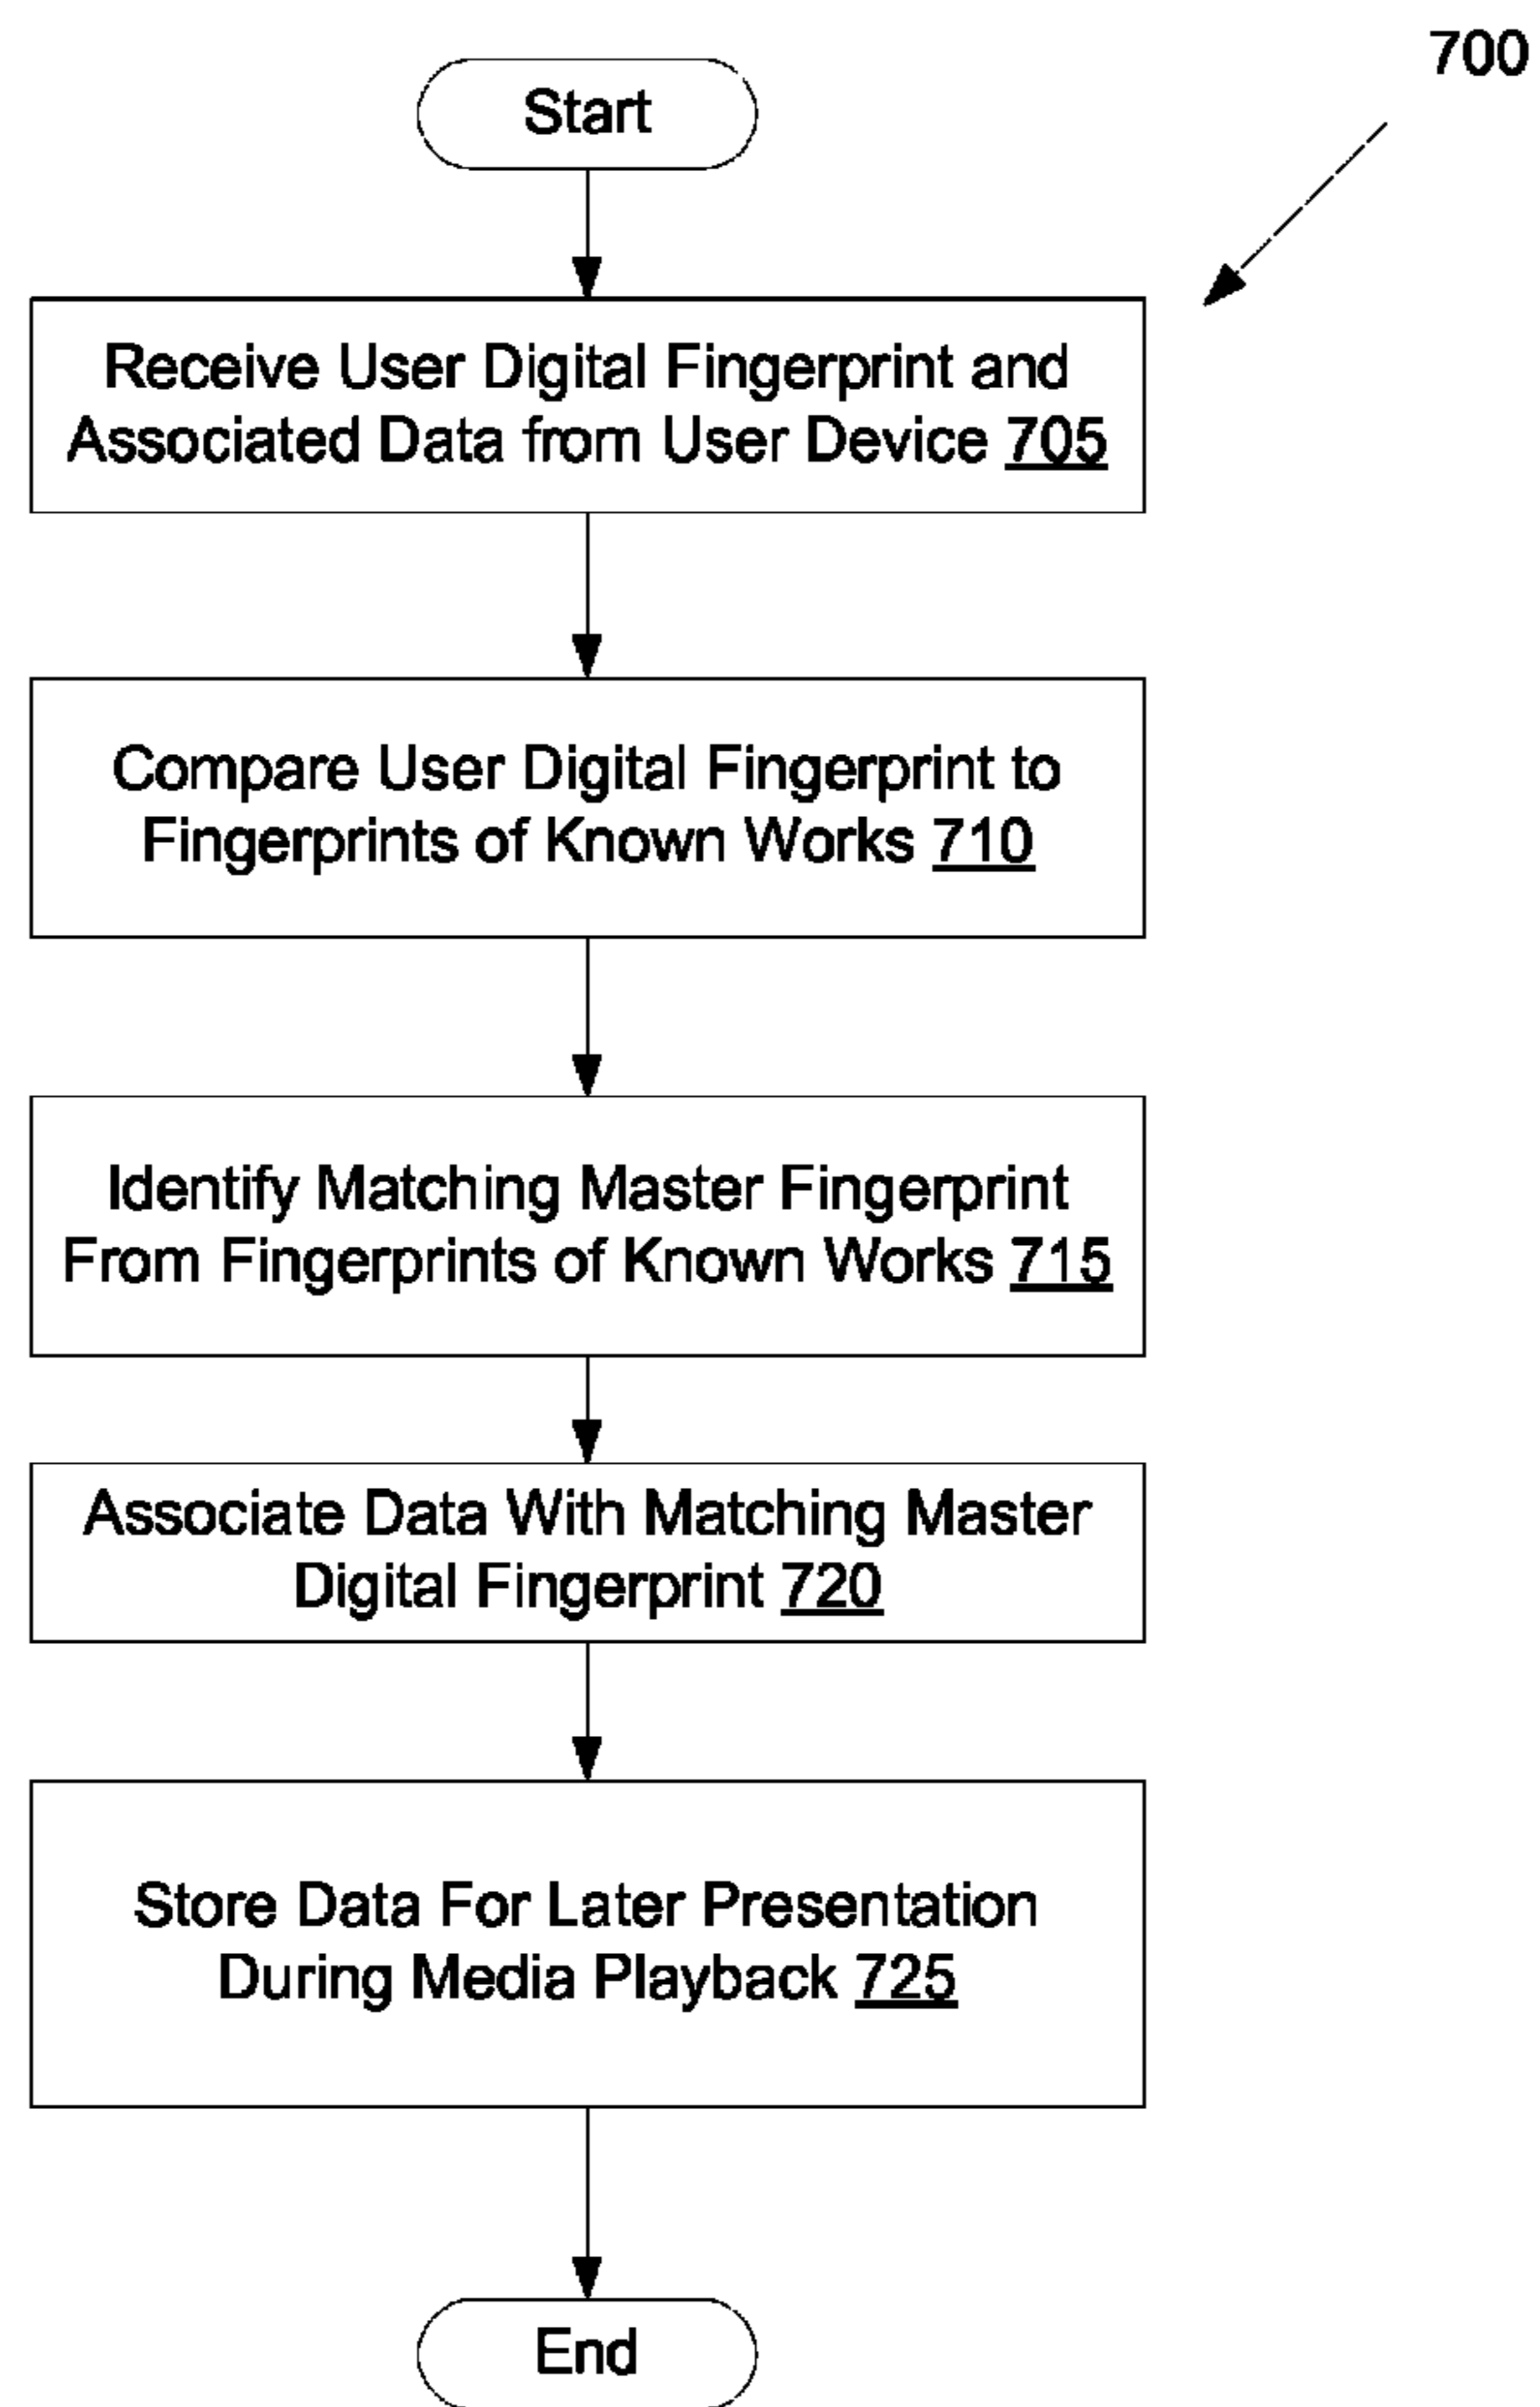 700
Start
Receive User Digital Fingerprint and
Associated Data from User Device 705
Compare User Digital Fingerprint to
Fingerprints of Known Works 710
Identify Matching Master Fingerprint
From Fingerprints of Known Works 715
Associate Data With Matching Master
Digital Fingerprint 720
Store Data For Later Presentation
During Media Playback 725
End